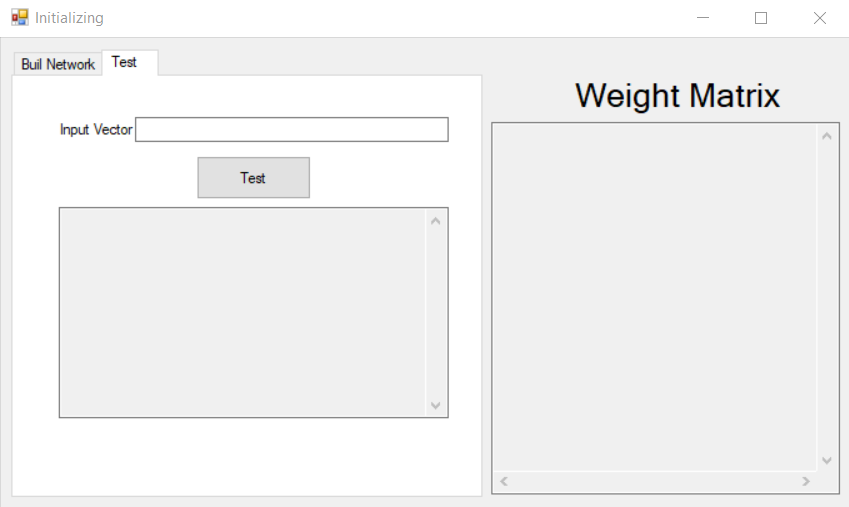 Initializing
Buil Network
Test
Weight Matrix
Input Vector
Test